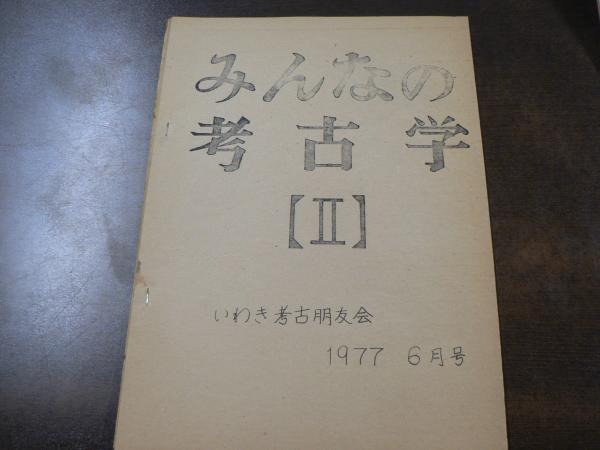 みんなの
考古学
【Ⅱ】
いわき考古朋友会
1977 6月号